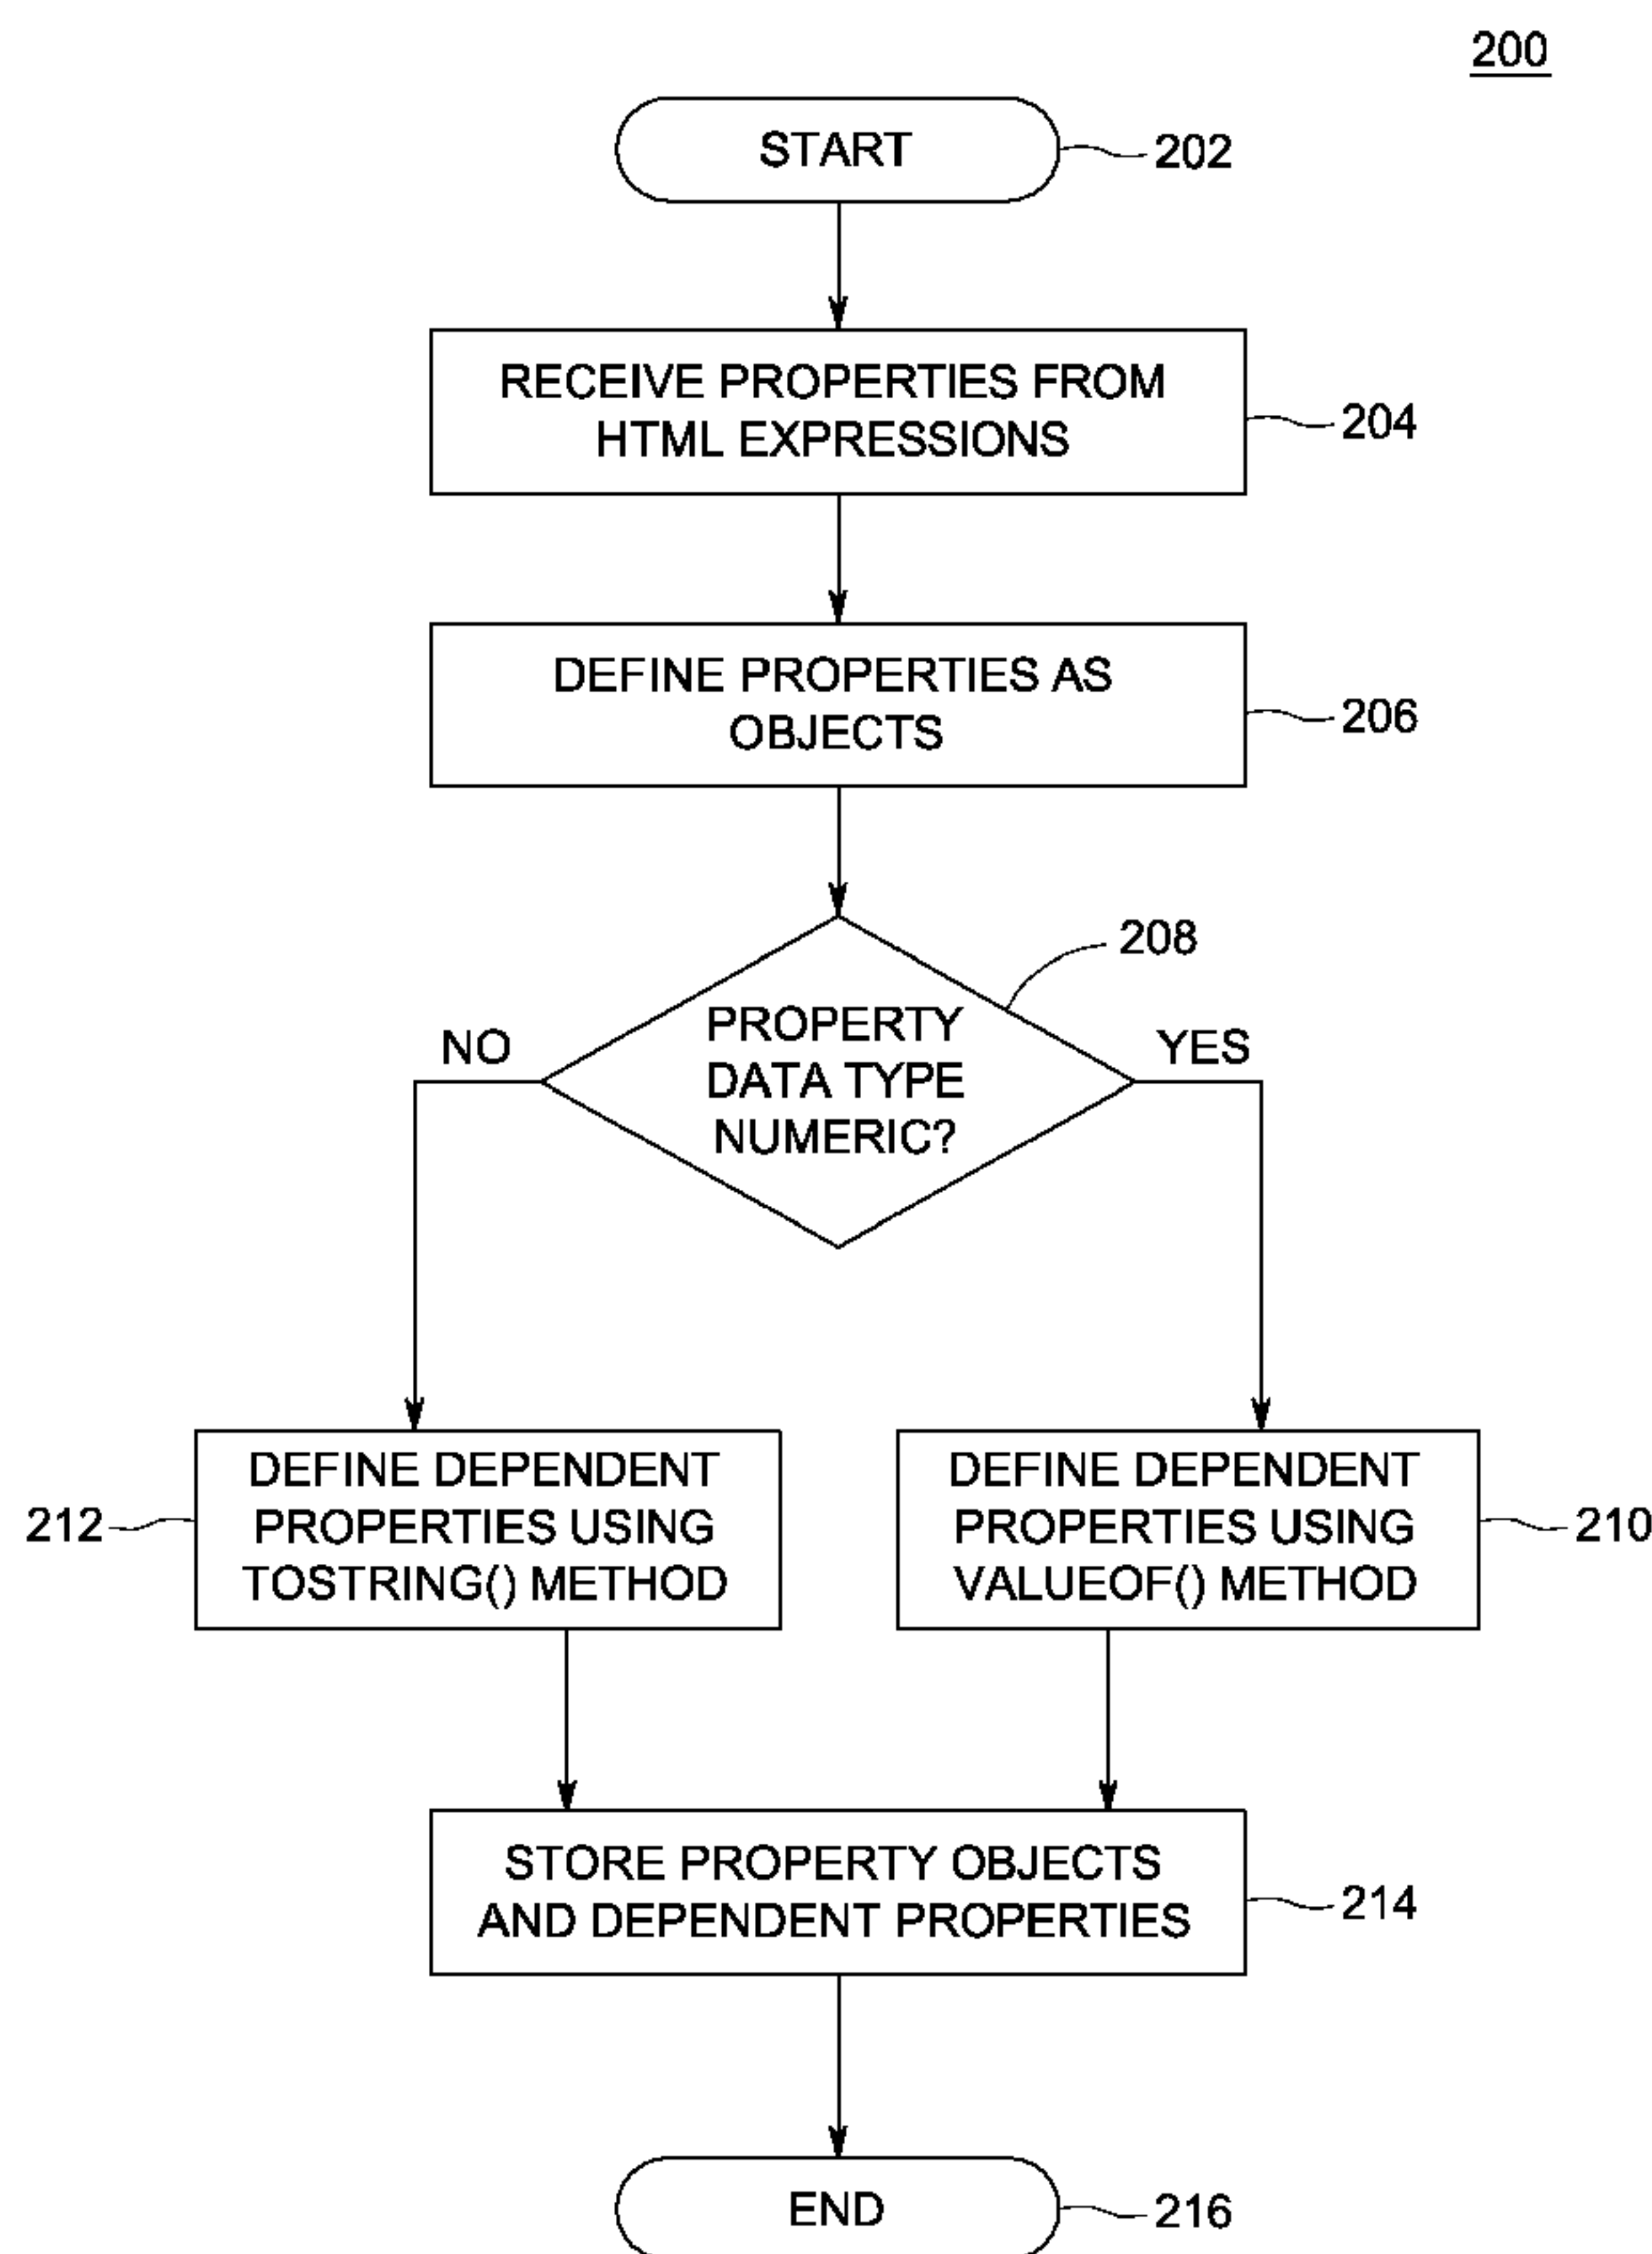 200
START
202
RECEIVE PROPERTIES FROM
HTML EXPRESSIONS
204
DEFINE PROPERTIES AS
OBJECTS
206
208
PROPERTY
DATA TYPE
NUMERIC?
NO
YES
DEFINE DEPENDENT
PROPERTIES USING
TOSTRING() METHOD
212
DEFINE DEPENDENT
PROPERTIES USING
VALUEOF() METHOD
210
STORE PROPERTY OBJECTS
AND DEPENDENT PROPERTIES
214
END
216